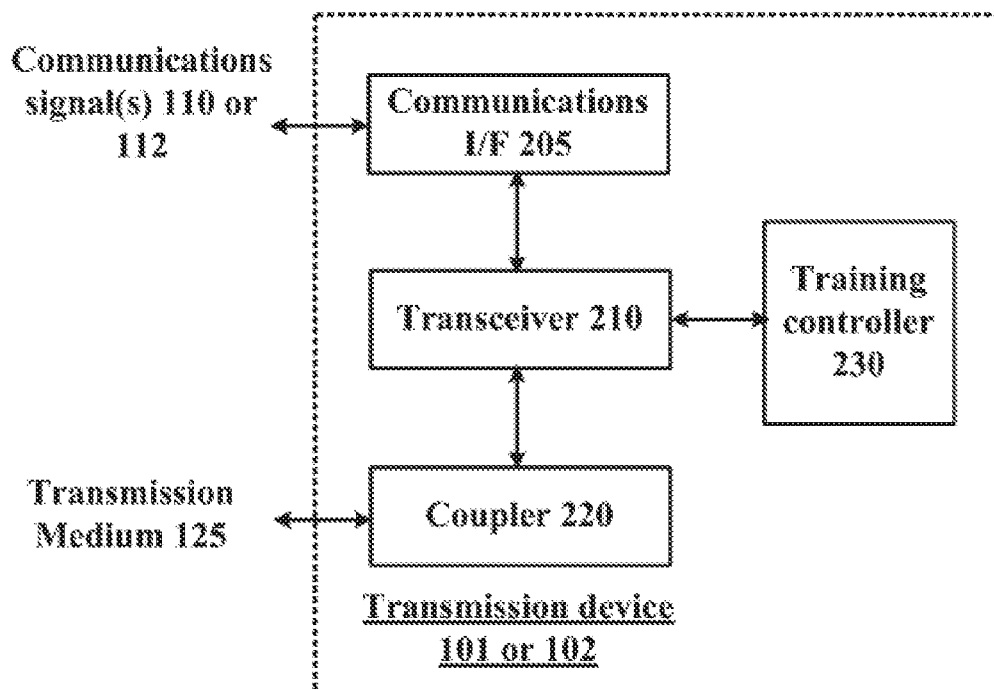 Communications
signal(s) 110 or
112
Communications
I/F 205
Transceiver 210
Training
controller
230
Transmission
Medium 125
Coupler 220
Transmission device
101 or 102